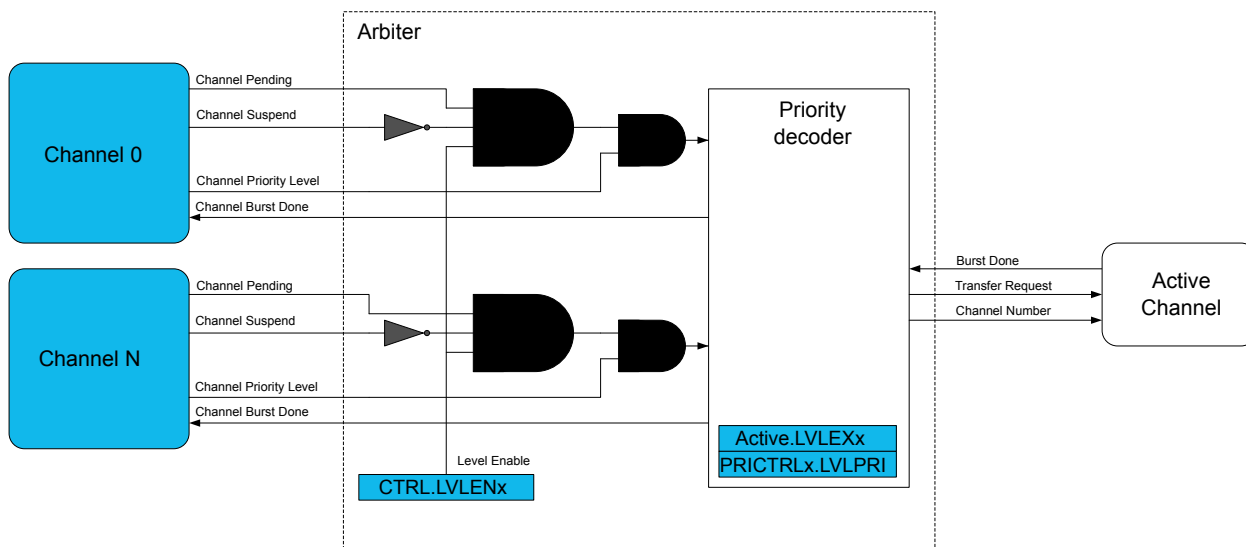 Arbiter
Channel Pending
Channel Suspend
Channel 0
Channel Priority Level
Channel Burst Done
Priority
decoder
Burst Done
Transfer Request
Channel Number
Active
Channel
Channel Pending
Channel Suspend
Channel N
Channel Priority Level
Channel Burst Done
Active.LVLEXx
PRICTRLx.LVLPRI
Level Enable
CTRL.LVLENx